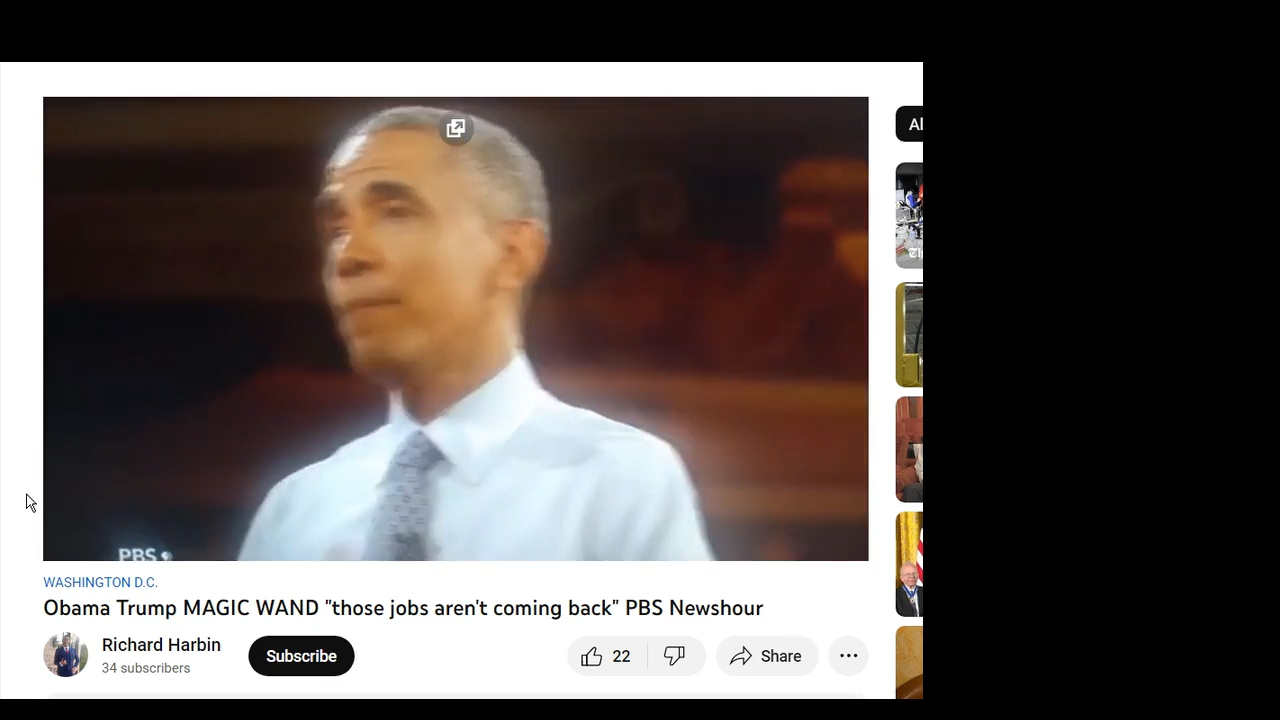 Al
PBS
WASHINGTON D.C.
Obama Trump MAGIC WAND "those jobs aren't coming back" PBS Newshour
Richard Harbin
34 subscribers
Subscribe
22
Share